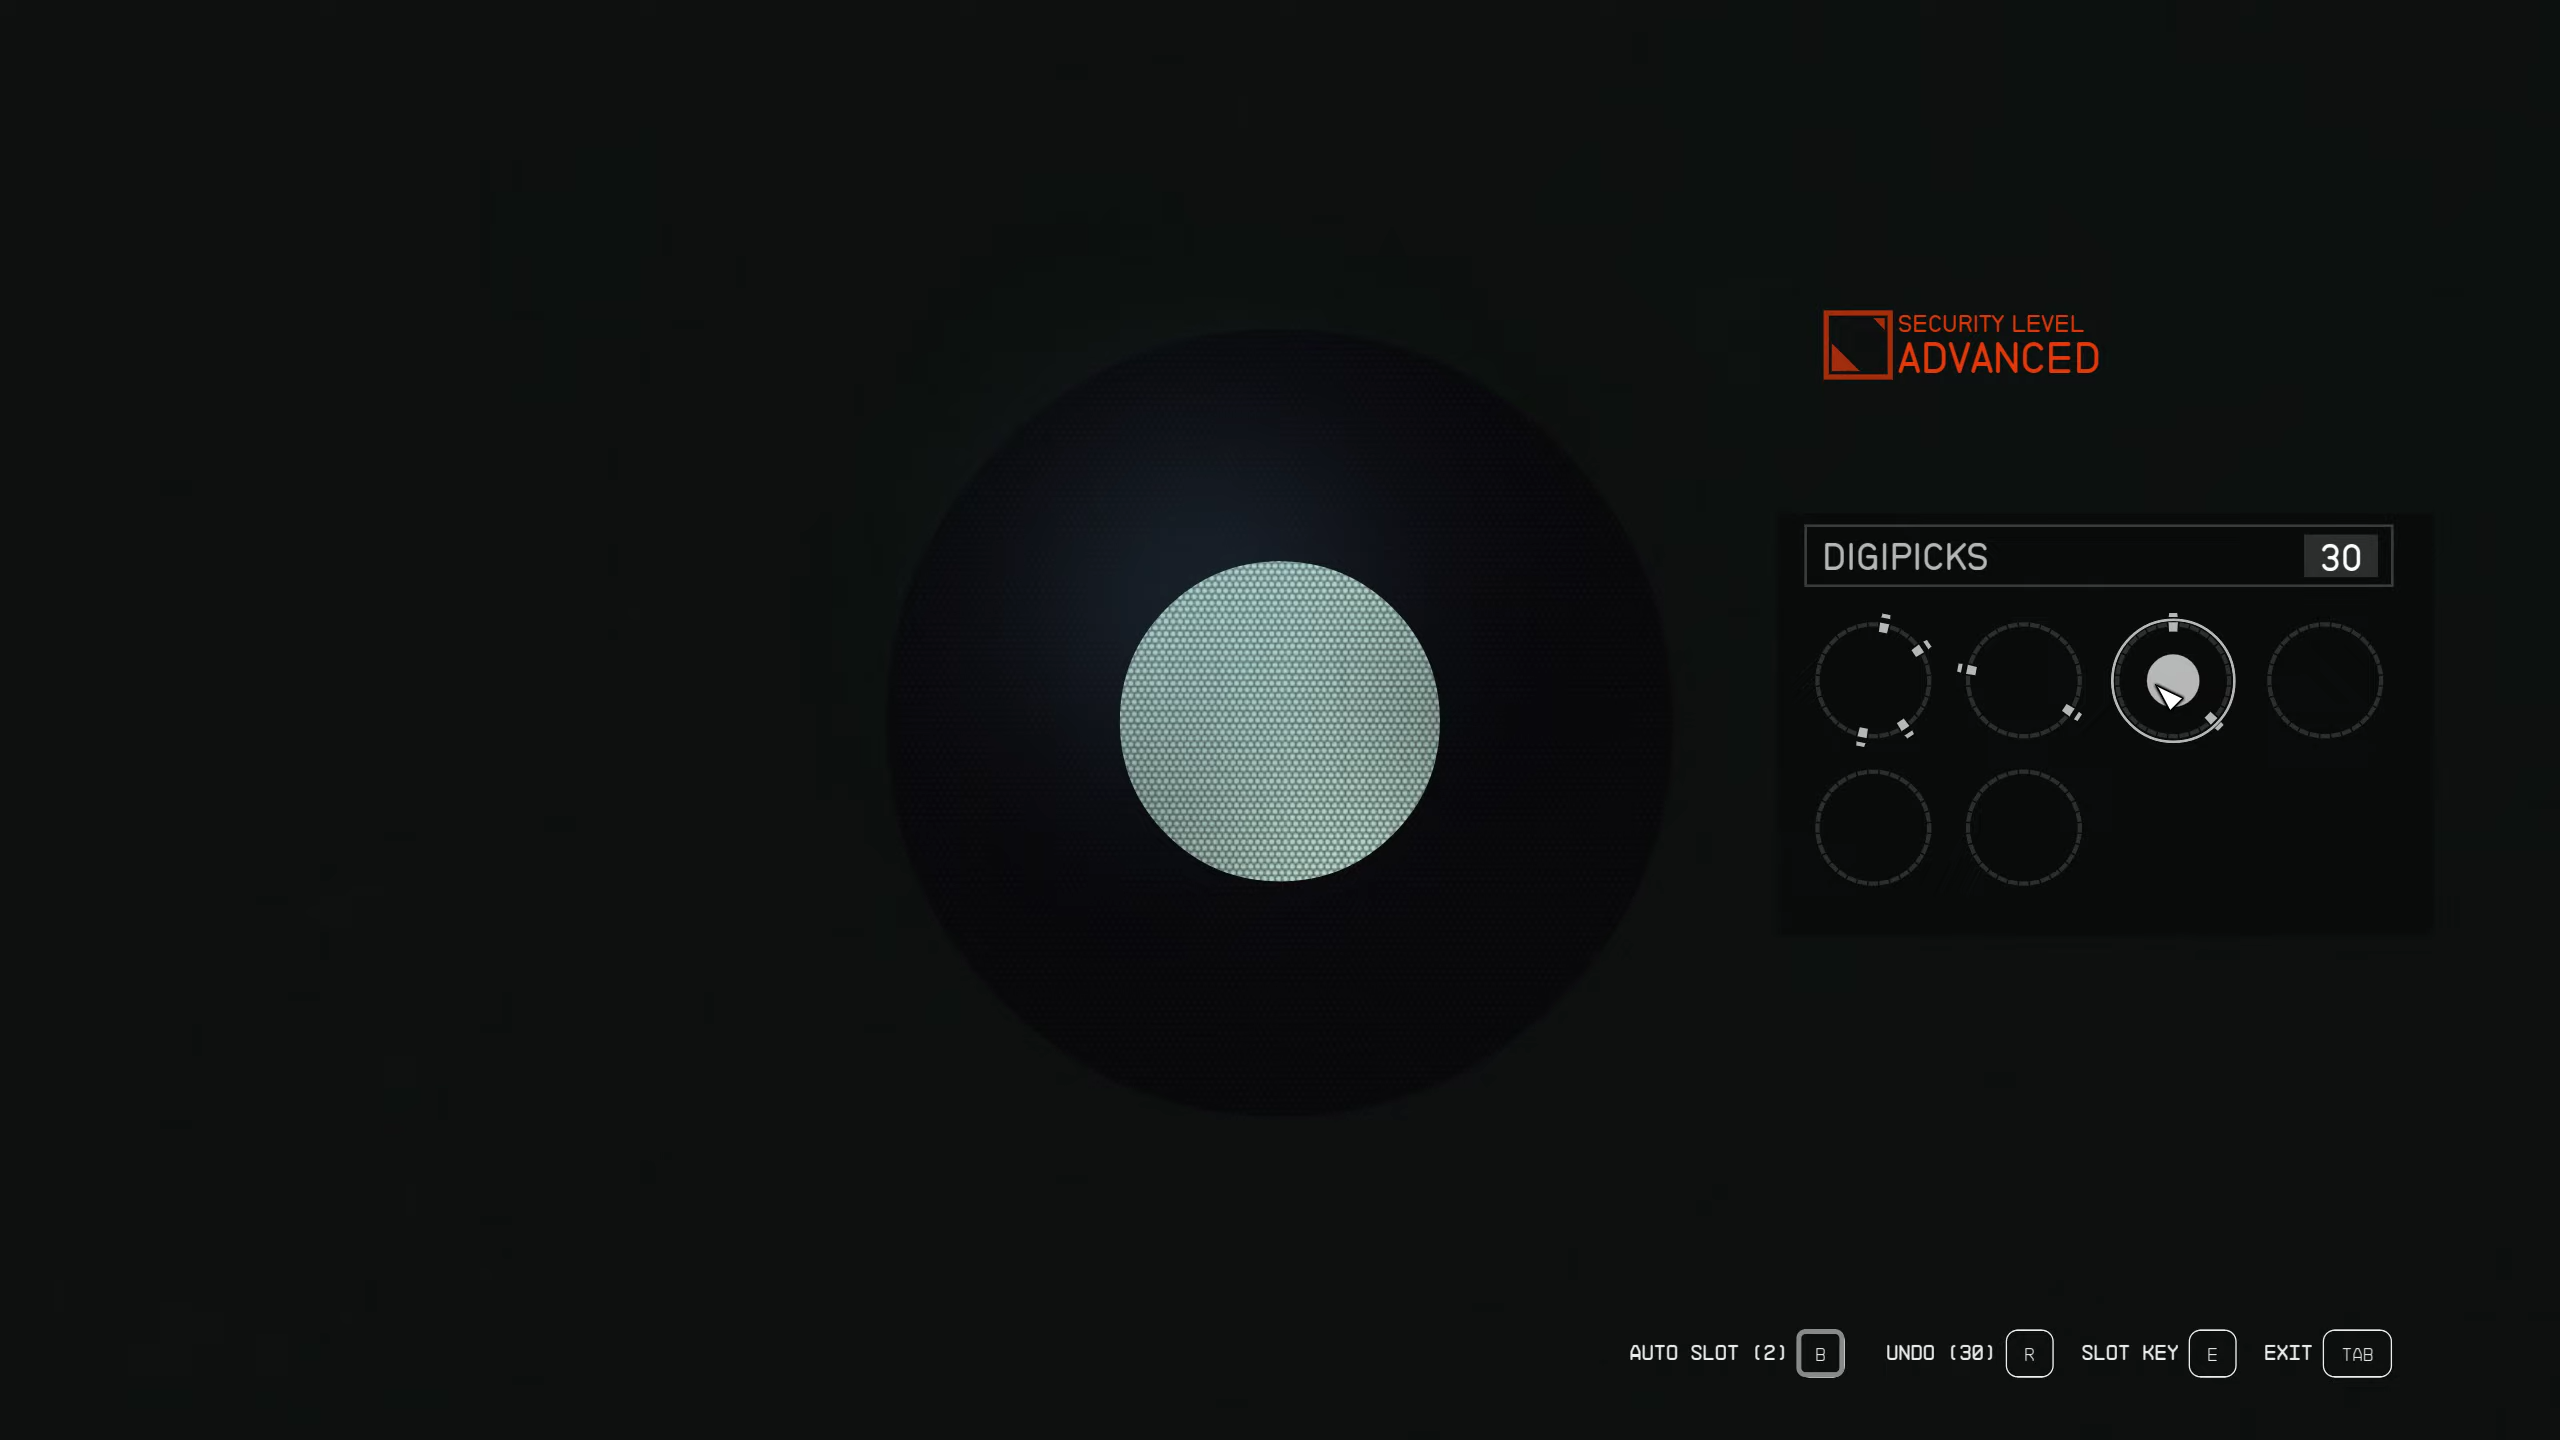 SECURITY LEVEL
ADVANCED
DIGIPICKS 30
AUTO SLOT (2) B UNDO (30) R SLOT KEY E EXIT TAB